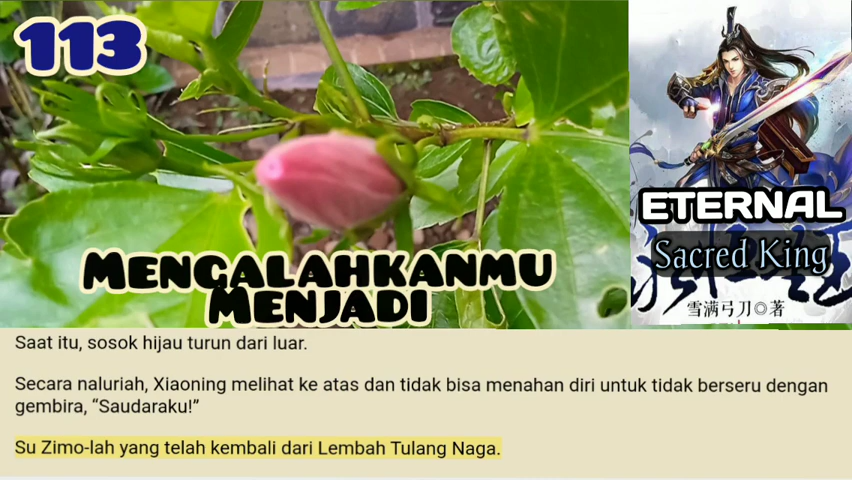 113
MENGALAHKANMU
MENJADI
ETERNAL
Sacred King
雪满弓刀◎著
Saat itu, sosok hijau turun dari luar.
Secara naluriah, Xiaoning melihat ke atas dan tidak bisa menahan diri untuk tidak berseru dengan
gembira, “Saudaraku!”
Su Zimo-lah yang telah kembali dari Lembah Tulang Naga.